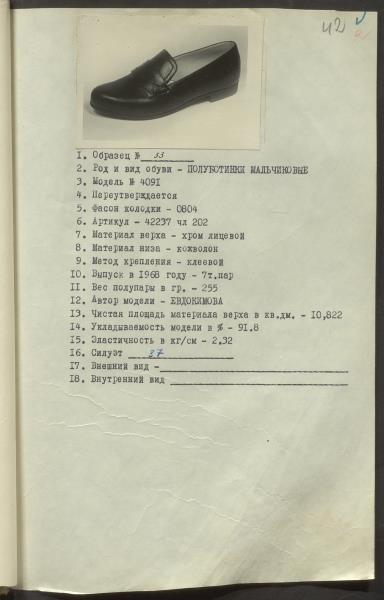 42
1. Образец № 33
2. Род и вид обуви - ПОЛУБОТИНКИ МАЛЬЧИКОВЫЕ
3. Модель № 4091
4. Переутверждается
5. Фасон колодки - 0804
6. Артикул - 42237 чл 202
7. Материал верха - хром лицевой
8. Материал низа - кожволон
9. Метод крепления - клеевой
10. Выпуск в 1968 году - 7т.пар
11. Вес полупары в гр. - 255
12. Автор модели - ЕВДОКИМОВА
13. Чистая площадь материала верха в кв.дм. - 10,822
14. Укладываемость модели в % - 91.8
15. Эластичность в кг/см - 2.32
16. Силуэт 37
17. Внешний вид -
18. Внутренний вид